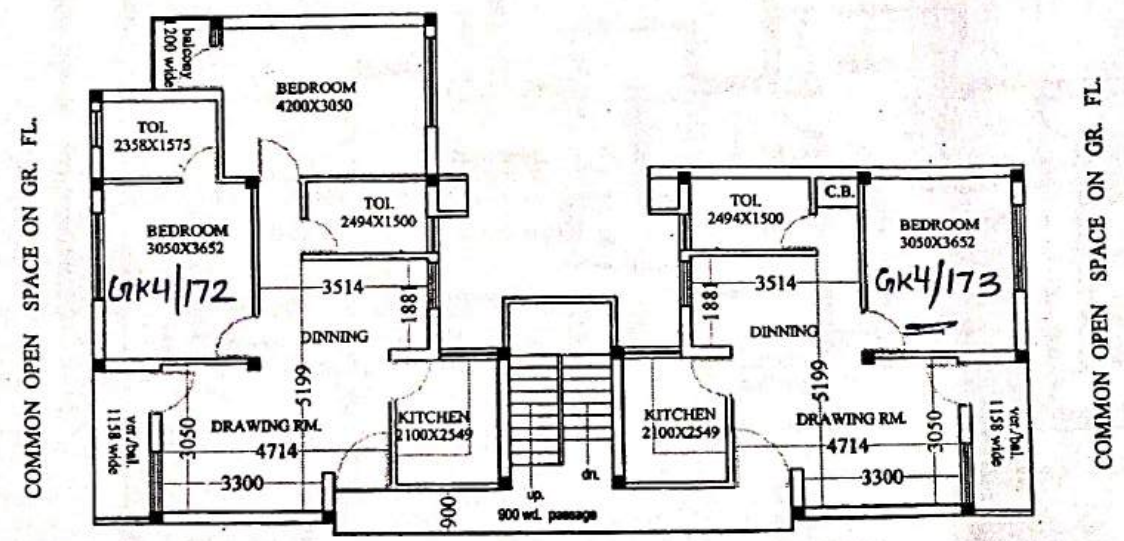 COMMON OPEN SPACE ON GR. FL.
balcony
1200 wide
BEDROOM
4200X3050
TOI.
2358X1575
BEDROOM
3050X3652
GK4/172
TOI.
2494X1500
3514
1881
DINNING
5199
KITCHEN
2100X2549
DRAWING RM.
4714
3050
3300
ver./bal.
1158 wide
900
up.
dn.
900 wd. passage
TOI.
2494X1500
C.B.
BEDROOM
3050X3652
GK4/173
3514
1881
DINNING
5199
KITCHEN
2100X2549
DRAWING RM.
4714
3050
3300
ver./bal.
1158 wide
COMMON OPEN SPACE ON GR. FL.